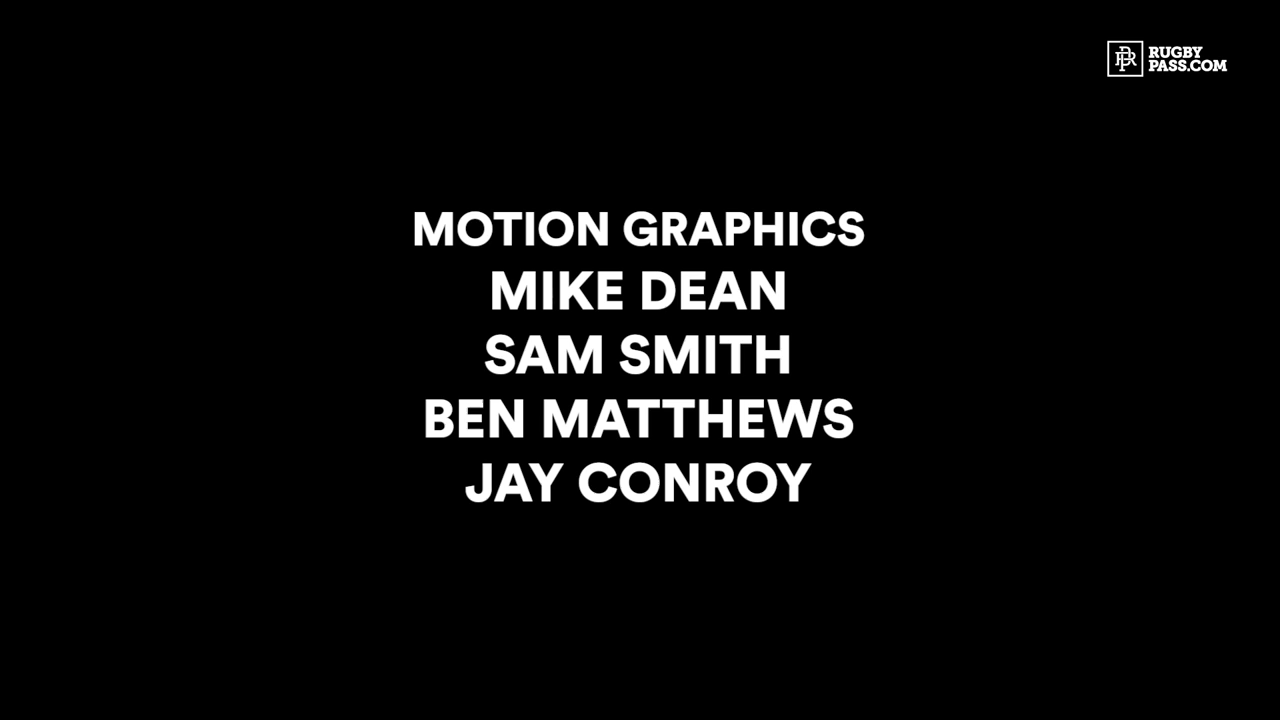 RUGBY
PASS.COM
MOTION GRAPHICS
MIKE DEAN
SAM SMITH
BEN MATTHEWS
JAY CONROY